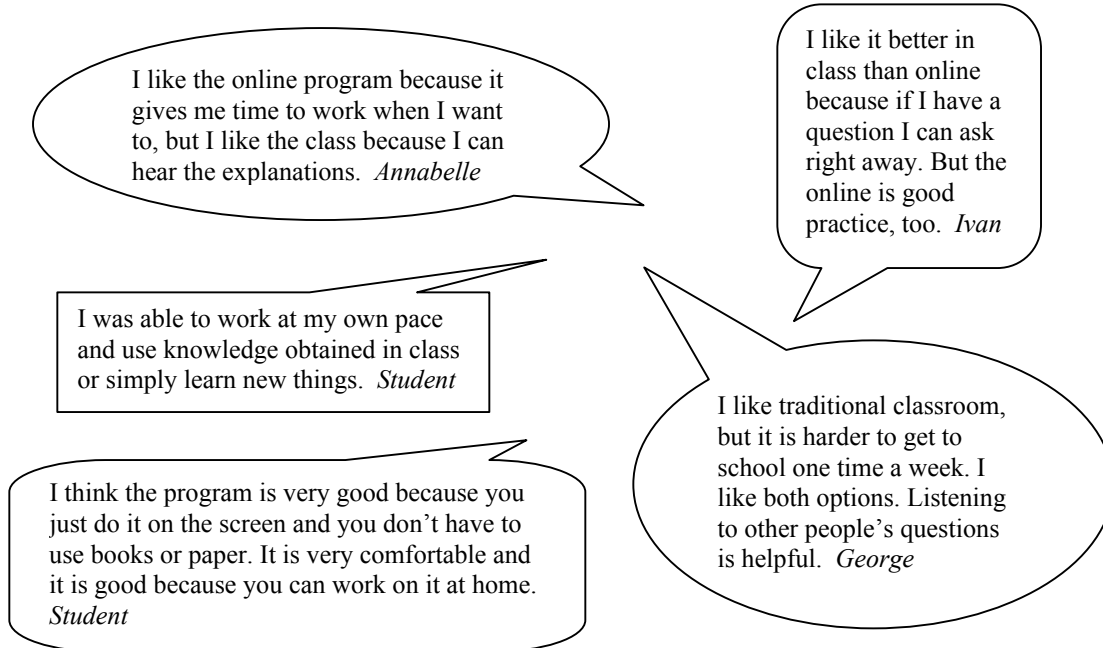 I like the online program because it
gives me time to work when I want
to, but I like the class because I can
hear the explanations.  Annabelle
I like it better in
class than online
because if I have a
question I can ask
right away. But the
online is good
practice, too.  Ivan
I was able to work at my own pace
and use knowledge obtained in class
or simply learn new things.  Student
I like traditional classroom,
but it is harder to get to
school one time a week. I
like both options. Listening
to other people’s questions
is helpful.  George
I think the program is very good because you
just do it on the screen and you don’t have to
use books or paper. It is very comfortable and
it is good because you can work on it at home.
Student